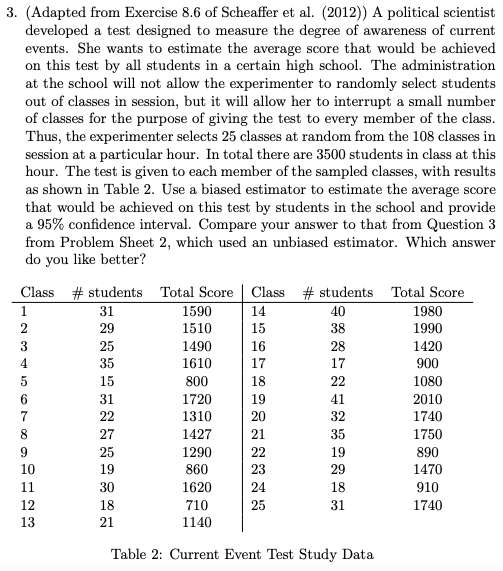 3. (Adapted from Exercise 8.6 of Scheaffer et al. (2012)) A political scientist
developed a test designed to measure the degree of awareness of current
events. She wants to estimate the average score that would be achieved
on this test by all students in a certain high school. The administration
at the school will not allow the experimenter to randomly select students
out of classes in session, but it will allow her to interrupt a small number
of classes for the purpose of giving the test to every member of the class.
Thus, the experimenter selects 25 classes at random from the 108 classes in
session at a particular hour. In total there are 3500 students in class at this
hour. The test is given to each member of the sampled classes, with results
as shown in Table 2. Use a biased estimator to estimate the average score
that would be achieved on this test by students in the school and provide
a 95% confidence interval. Compare your answer to that from Question 3
from Problem Sheet 2, which used an unbiased estimator. Which answer
do you like better?
Class # students Total Score Class # students Total Score
1 31 1590 14 40 1980
2 29 1510 15 38 1990
3 25 1490 16 28 1420
4 35 1610 17 17 900
5 15 800 18 22 1080
6 31 1720 19 41 2010
7 22 1310 20 32 1740
8 27 1427 21 35 1750
9 25 1290 22 19 890
10 19 860 23 29 1470
11 30 1620 24 18 910
12 18 710 25 31 1740
13 21 1140
Table 2: Current Event Test Study Data